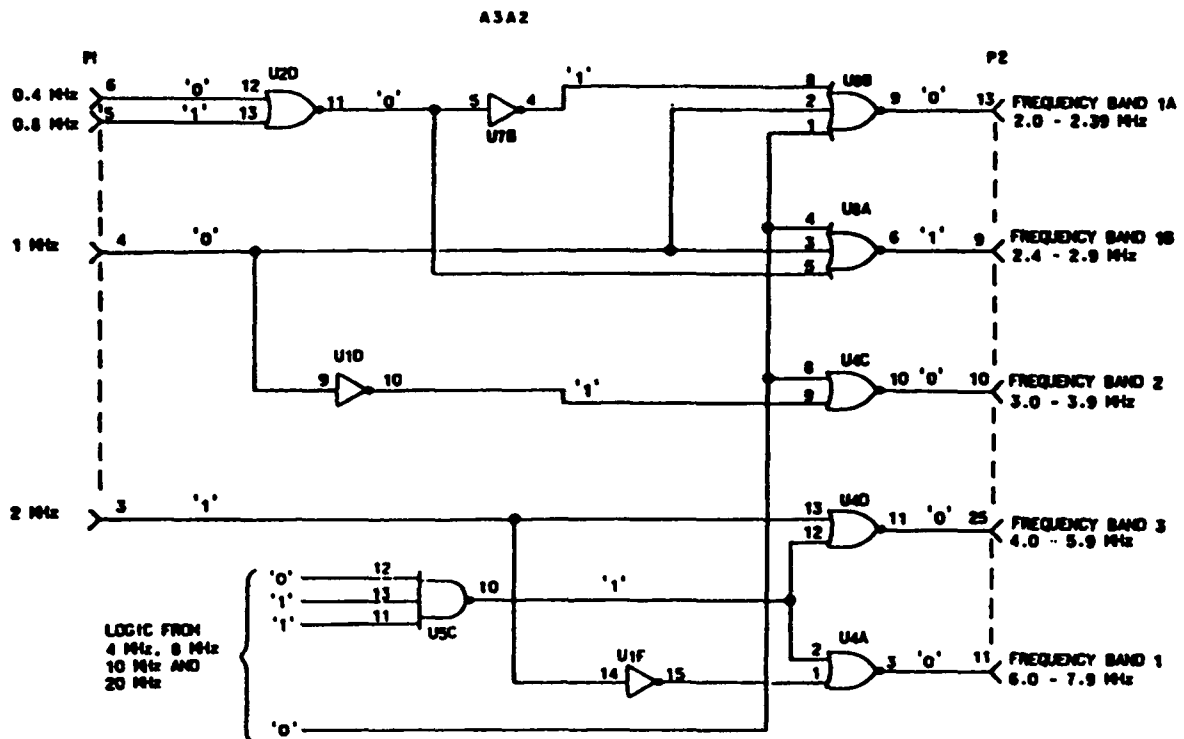 A3A2
P1
P2
0.4 MHz
6
'0'
12
U2D
11
'0'
5
U7B
4
'1'
8
2
1
U8B
9
'0'
13
FREQUENCY BAND 1A
2.0 - 2.39 MHz
0.8 MHz
5
'1'
13
1 MHz
4
'0'
4
3
5
U8A
6
'1'
9
FREQUENCY BAND 1B
2.4 - 2.9 MHz
9
U1D
10
'1'
8
9
U4C
10
'0'
10
FREQUENCY BAND 2
3.0 - 3.9 MHz
2 MHz
3
'1'
13
12
U4D
11
'0'
25
FREQUENCY BAND 3
4.0 - 5.9 MHz
LOGIC FROM
4 MHz, 8 MHz
10 MHz AND
20 MHz
'0'
12
'1'
13
'1'
11
U5C
10
'1'
14
U1F
15
2
1
U4A
3
'0'
11
FREQUENCY BAND 1
6.0 - 7.9 MHz
'0'